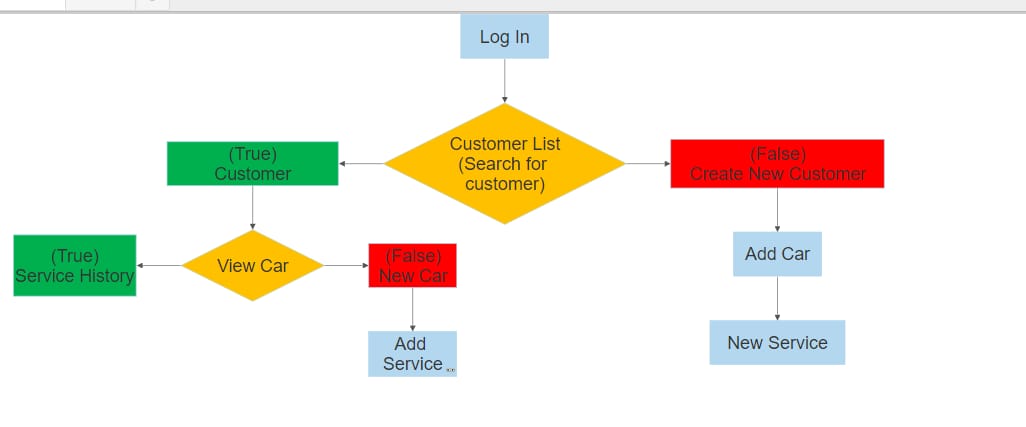 Log In
Customer List
(Search for
customer)
(True)
Customer
(False)
Create New Customer
View Car
(True)
Service History
(False)
New Car
Add Car
Add
Service
New Service